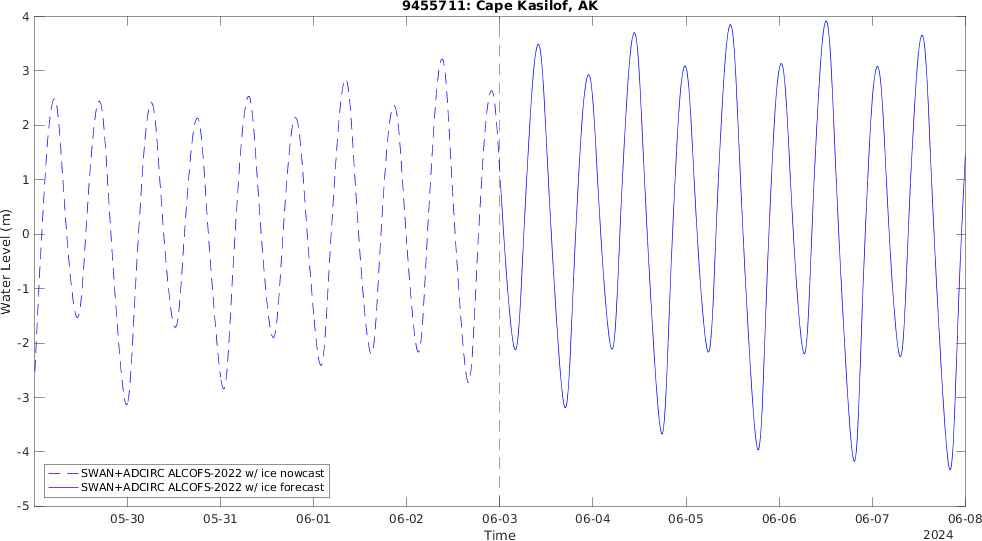 9455711: Cape Kasilof, AK
4
3
2
1
0
-1
-2
-3
-4
-5
Water Level (m)
SWAN+ADCIRC ALCOFS-2022 w/ ice nowcast
SWAN+ADCIRC ALCOFS-2022 w/ ice forecast
05-30 05-31 06-01 06-02 06-03 06-04 06-05 06-06 06-07 06-08
Time
2024